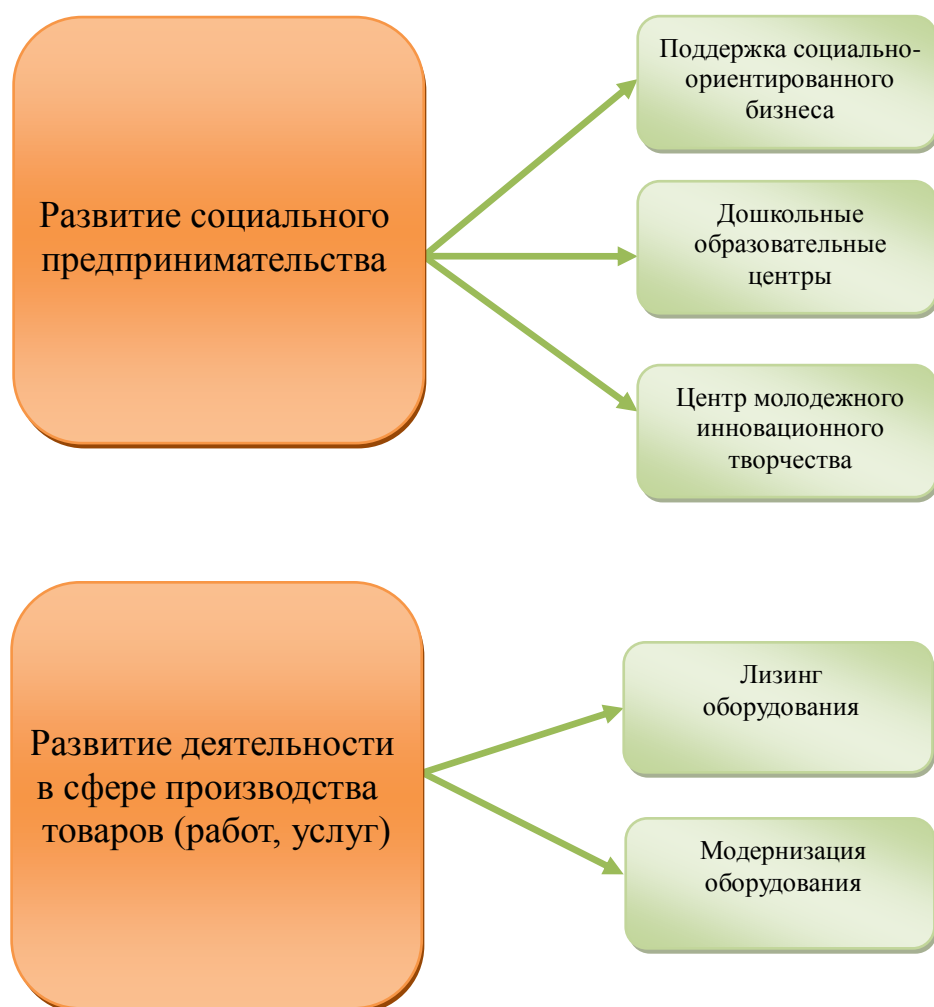 Развитие социального
предпринимательства
Поддержка социально-
ориентированного
бизнеса
Дошкольные
образовательные
центры
Центр молодежного
инновационного
творчества
Развитие деятельности
в сфере производства
товаров (работ, услуг)
Лизинг
оборудования
Модернизация
оборудования